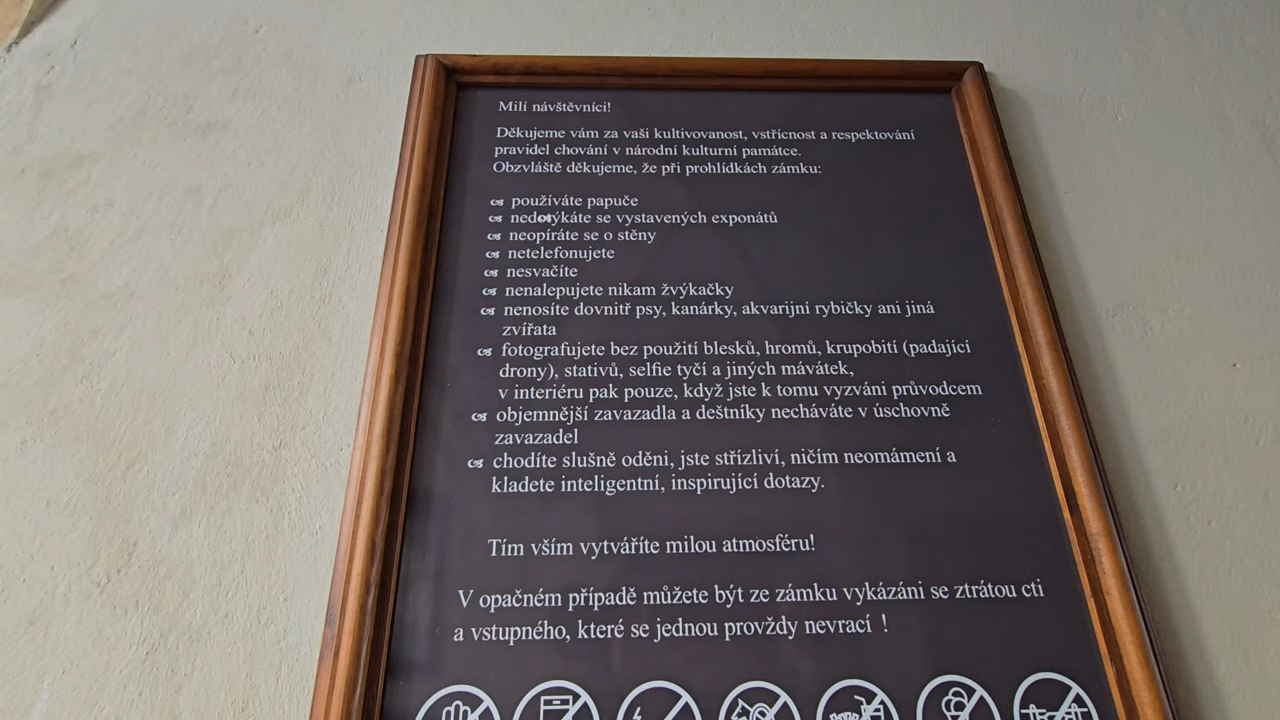 Milí návštěvníci!
Děkujeme vám za vaši kultivovanost, vstřícnost a respektování
pravidel chování v národní kulturní památce.
Obzvláště děkujeme, že při prohlídkách zámku:
používáte papuče
nedotýkáte se vystavených exponátů
neopíráte se o stěny
netelefonujete
nesvačíte
nenalepujete nikam žvýkačky
nenosíte dovnitř psy, kanárky, akvarijní rybičky ani jiná
zvířata
fotografujete bez použití blesků, hromů, krupobití (padající
drony), stativů, selfie tyčí a jiných mávátek,
v interiéru pak pouze, když jste k tomu vyzváni průvodcem
objemnější zavazadla a deštníky necháváte v úschovně
zavazadel
chodíte slušně oděni, jste střízliví, ničím neomámení a
kladete inteligentní, inspirující dotazy.
Tím vším vytváříte milou atmosféru!
V opačném případě můžete být ze zámku vykázáni se ztrátou cti
a vstupného, které se jednou provždy nevrací !